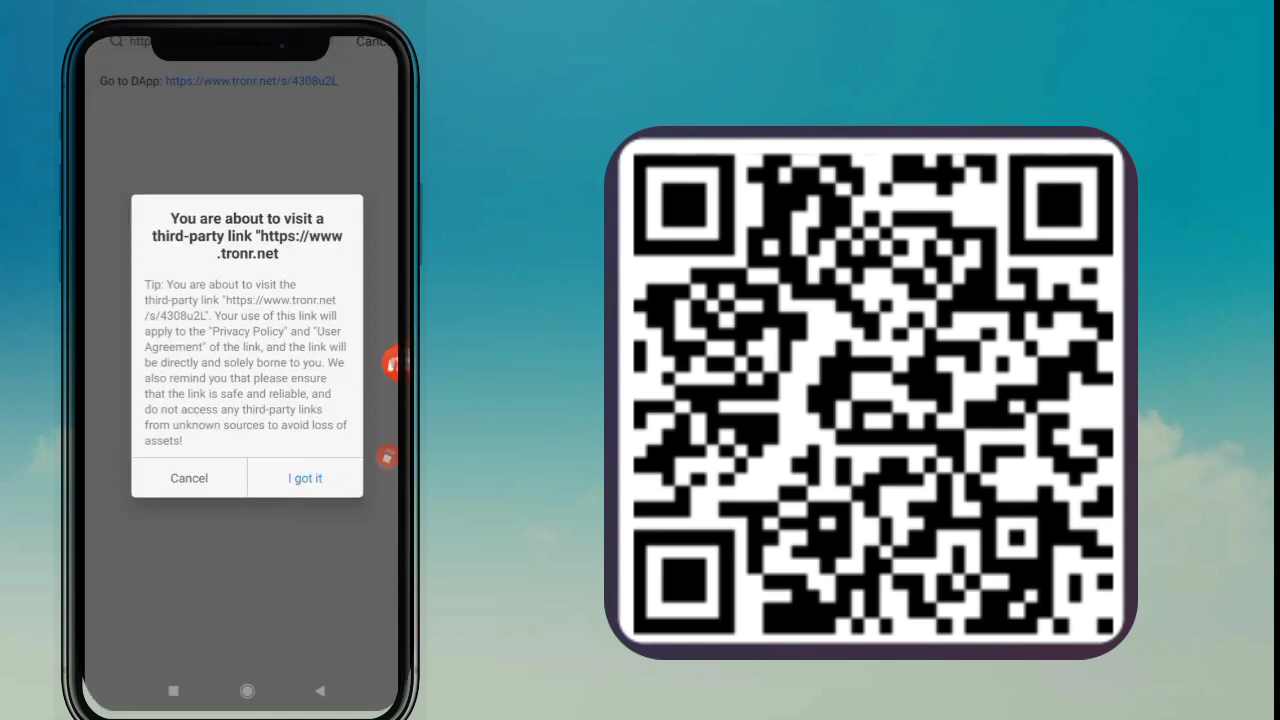 http
Canc
Go to DApp: https://www.tronr.net/s/4308u2L
You are about to visit a
third-party link "https://www
.tronr.net
Tip: You are about to visit the
third-party link "https://www.tronr.net
/s/4308u2L". Your use of this link will
apply to the "Privacy Policy" and "User
Agreement" of the link, and the link will
be directly and solely borne to you. We
also remind you that please ensure
that the link is safe and reliable, and
do not access any third-party links
from unknown sources to avoid loss of
assets!
Cancel
I got it